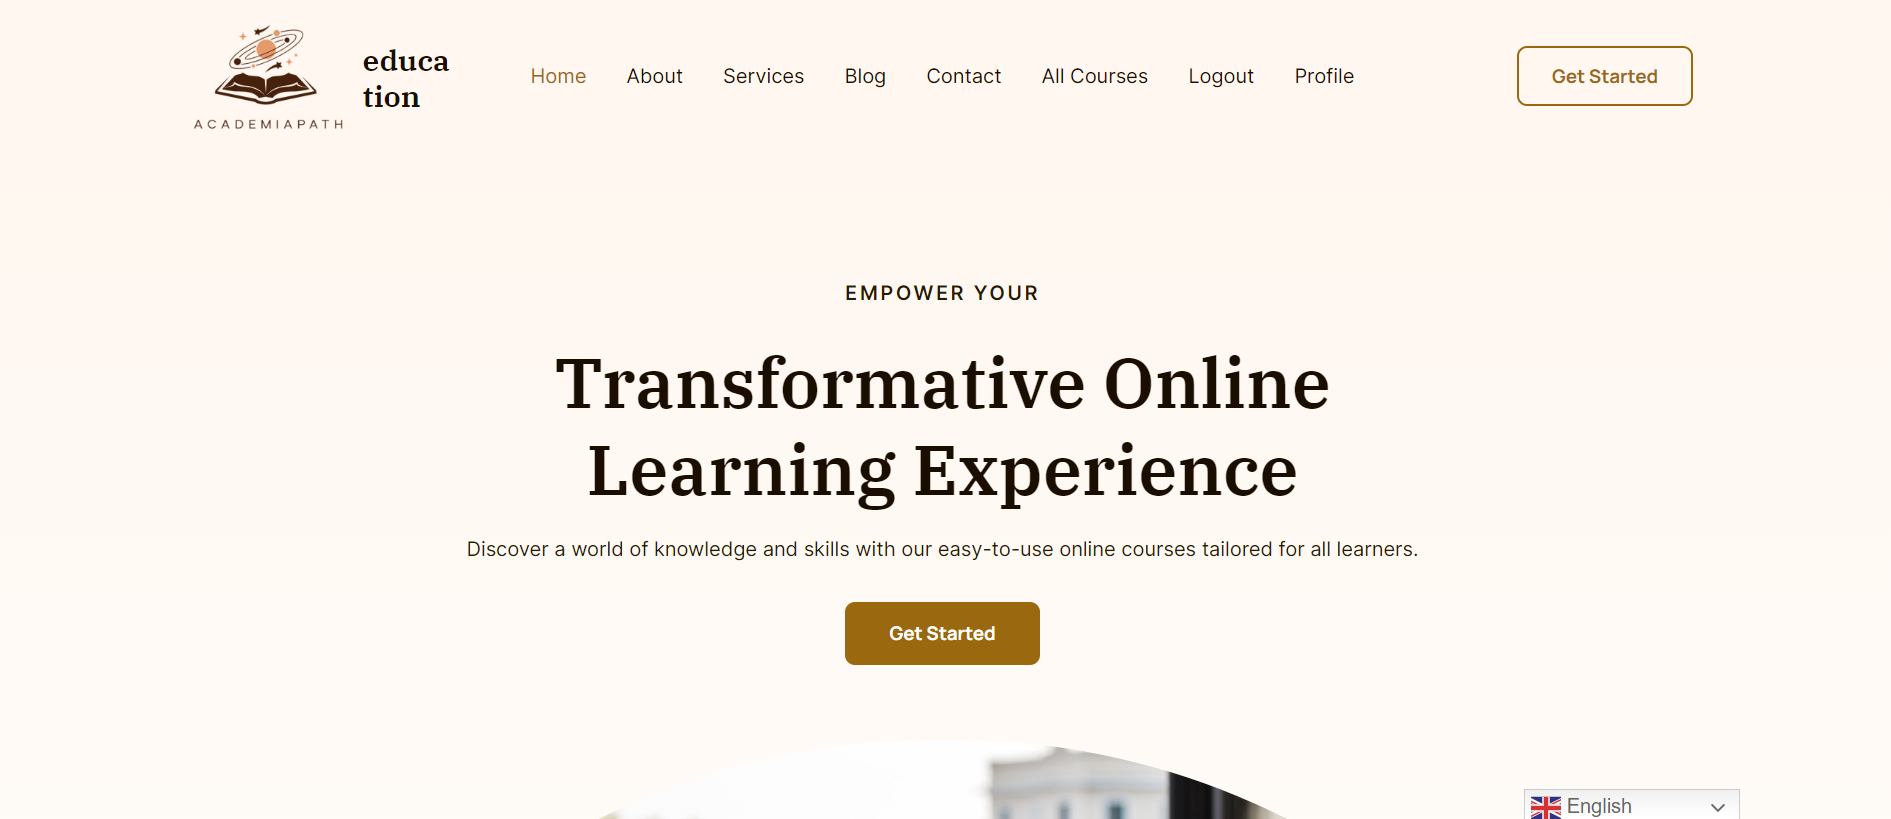 ACADEMIAPATH
educa
tion
Home About Services Blog Contact All Courses Logout Profile
Get Started
EMPOWER YOUR
Transformative Online
Learning Experience
Discover a world of knowledge and skills with our easy-to-use online courses tailored for all learners.
Get Started
English